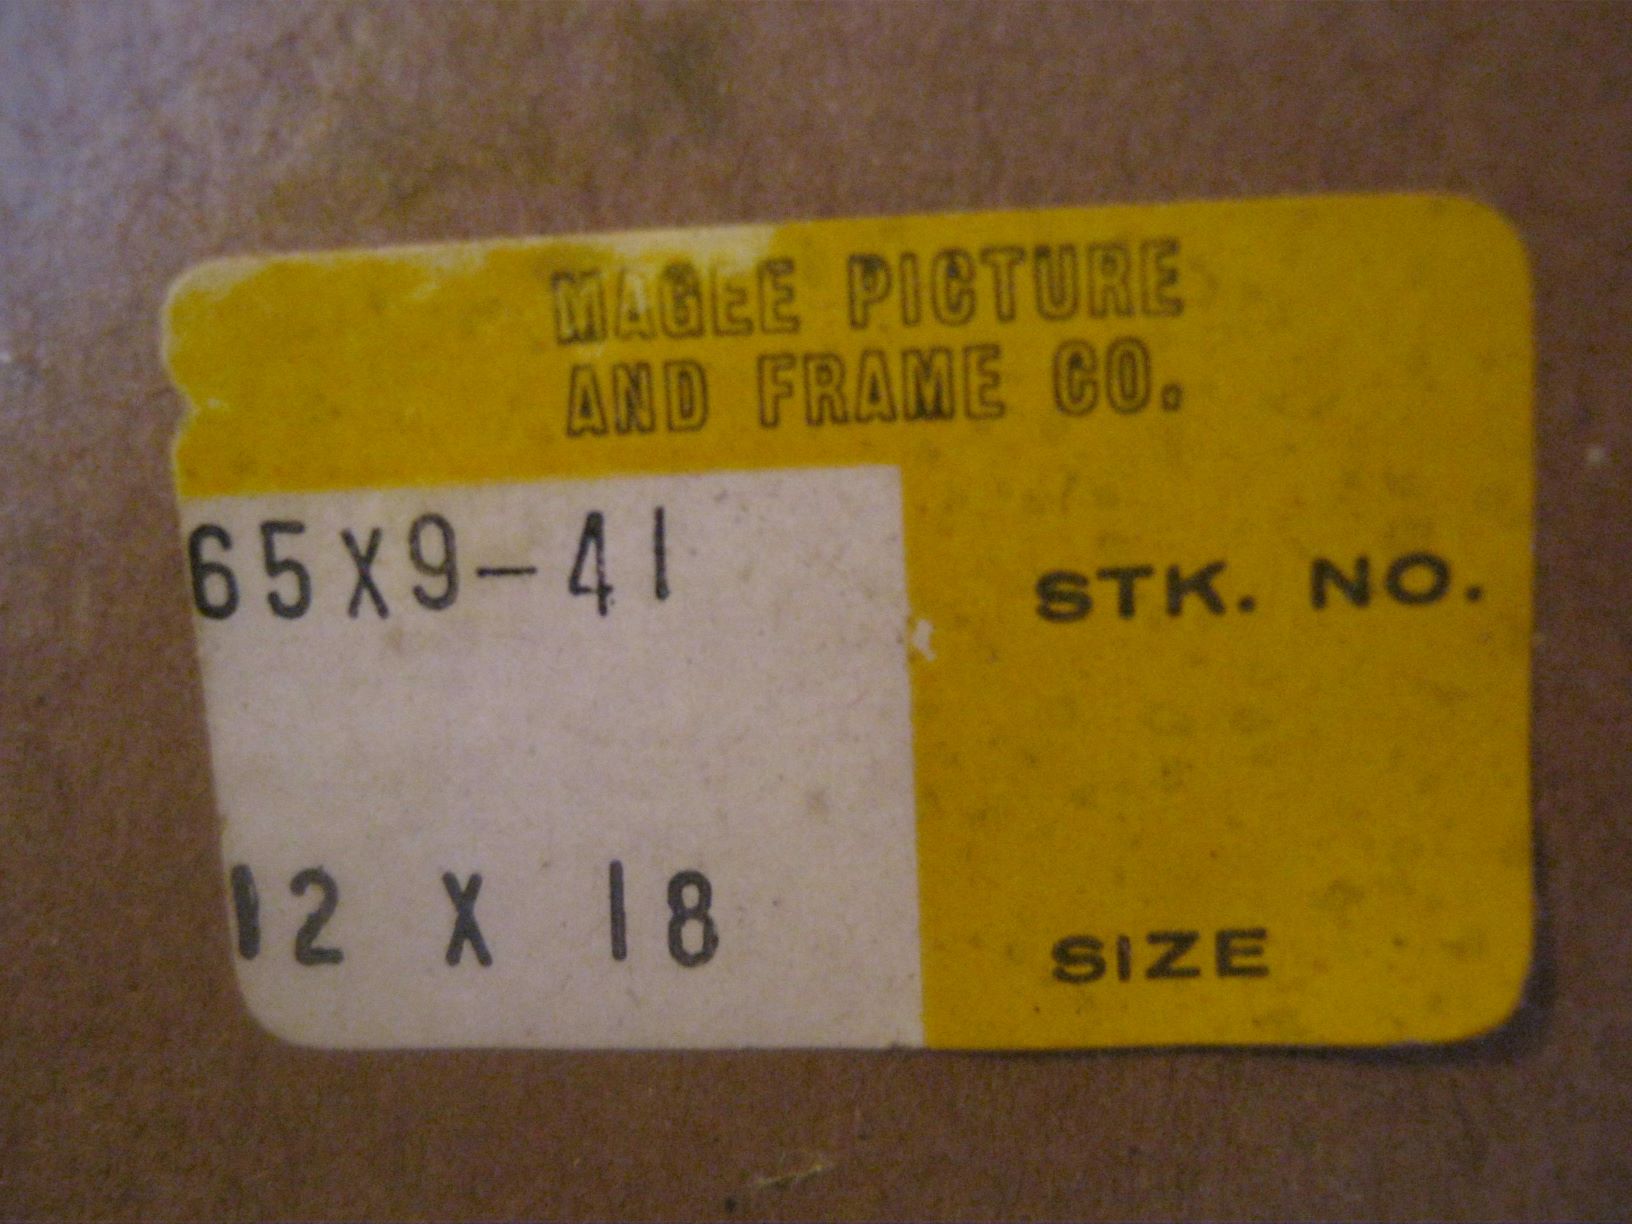 MAGEE PICTURE
AND FRAME CO.
65X9-41 STK. NO.
12 X 18 SIZE